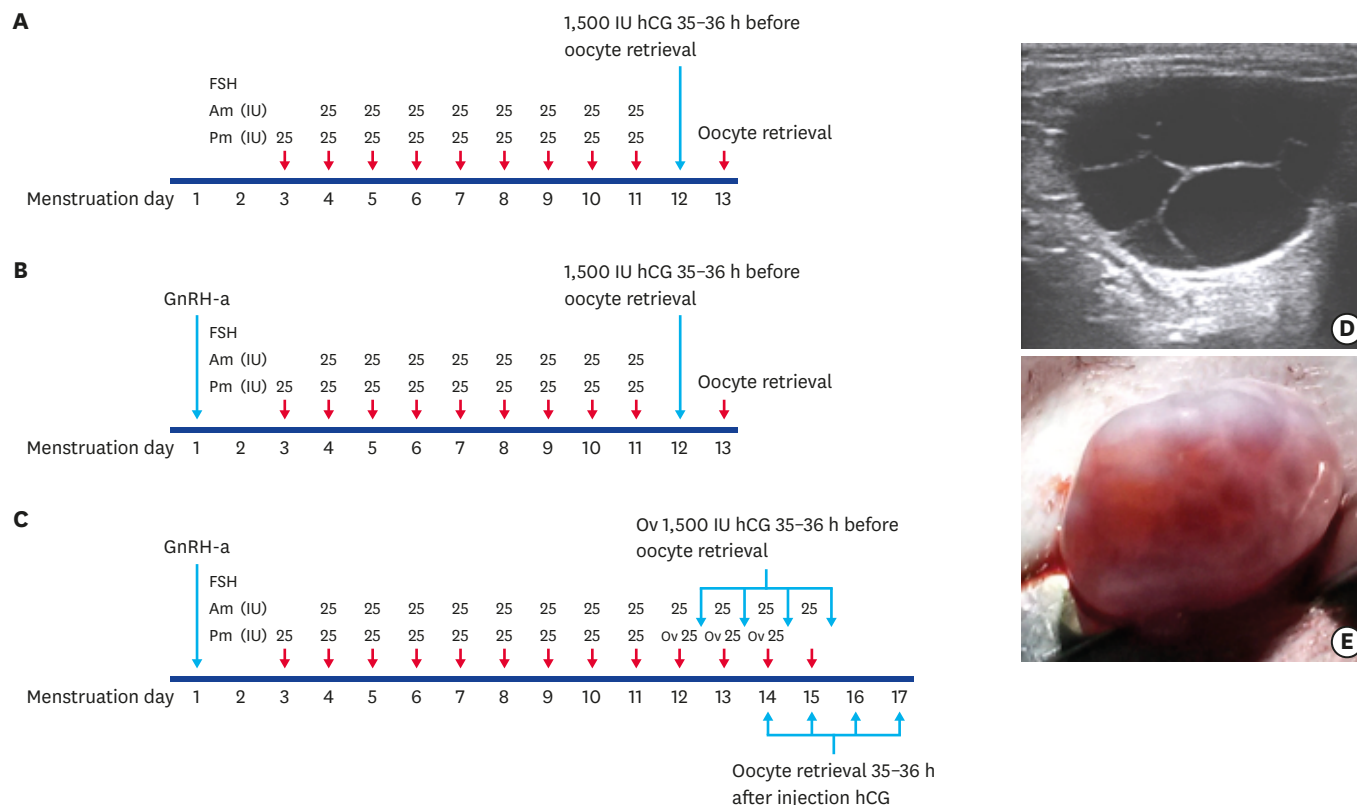 A
1,500 IU hCG 35–36 h before
oocyte retrieval
FSH
Am (IU) 25 25 25 25 25 25 25 25
Pm (IU) 25 25 25 25 25 25 25 25 25
Oocyte retrieval
Menstruation day 1 2 3 4 5 6 7 8 9 10 11 12 13
B
1,500 IU hCG 35–36 h before
oocyte retrieval
GnRH-a
FSH
Am (IU) 25 25 25 25 25 25 25 25
Pm (IU) 25 25 25 25 25 25 25 25 25
Oocyte retrieval
Menstruation day 1 2 3 4 5 6 7 8 9 10 11 12 13
C
Ov 1,500 IU hCG 35–36 h before
oocyte retrieval
GnRH-a
FSH
Am (IU) 25 25 25 25 25 25 25 25 25 25 25 25
Pm (IU) 25 25 25 25 25 25 25 25 25 Ov 25 Ov 25 Ov 25
Menstruation day 1 2 3 4 5 6 7 8 9 10 11 12 13 14 15 16 17
Oocyte retrieval 35–36 h
after injection hCG
D
E